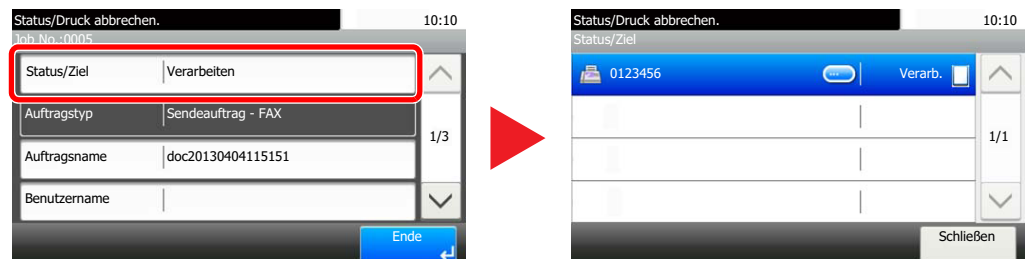 Status/Druck abbrechen. 10:10
Job No.:0005
Status/Ziel Verarbeiten
Auftragstyp Sendeauftrag - FAX
1/3
Auftragsname doc20130404115151
Benutzername
Ende
Status/Druck abbrechen. 10:10
Status/Ziel
0123456 ... Verarb.
1/1
Schließen